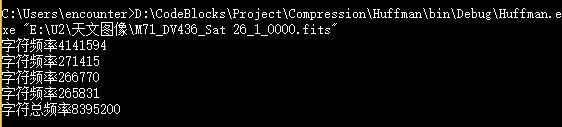 C:\Users\encounter>D:\CodeBlocks\Project\Compression\Huffman\bin\Debug\Huffman.e
xe "E:\U2\天文图像\M71_DV436_Sat 26_1_0000.fits"
字符频率4141594
字符频率271415
字符频率266770
字符频率265831
字符总频率8395200